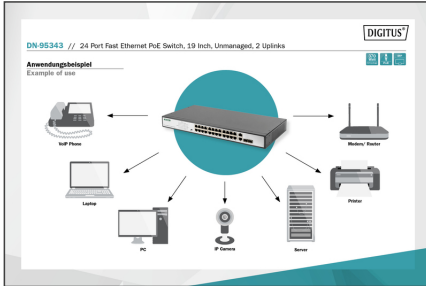 DIGITUS®
DN-95343 // 24 Port Fast Ethernet PoE Switch, 19 Inch, Unmanaged, 2 Uplinks
Anwendungsbeispiel
Example of use
VoIP Phone
Modem/ Router
Laptop
Printer
PC
IP Camera
Server